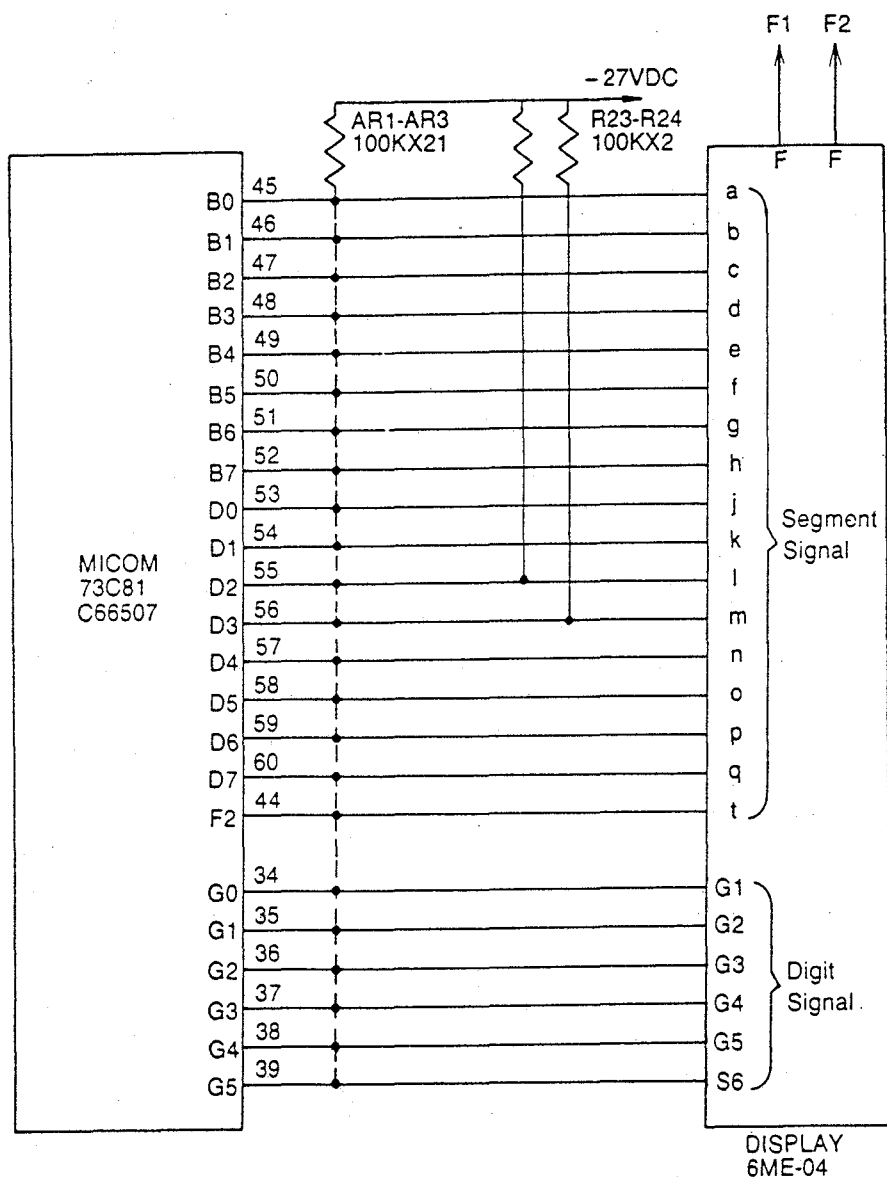 F1 F2
-27VDC
AR1-AR3
100KX21
R23-R24
100KX2
F F
B0 45 a
B1 46 b
B2 47 c
B3 48 d
B4 49 e
B5 50 f
B6 51 g
B7 52 h
D0 53 j
D1 54 k
D2 55 l
D3 56 m
D4 57 n
D5 58 o
D6 59 p
D7 60 q
F2 44 t
MICOM
73C81
C66507
Segment
Signal
G0 34 G1
G1 35 G2
G2 36 G3
G3 37 G4
G4 38 G5
G5 39 S6
Digit
Signal
DISPLAY
6ME-04